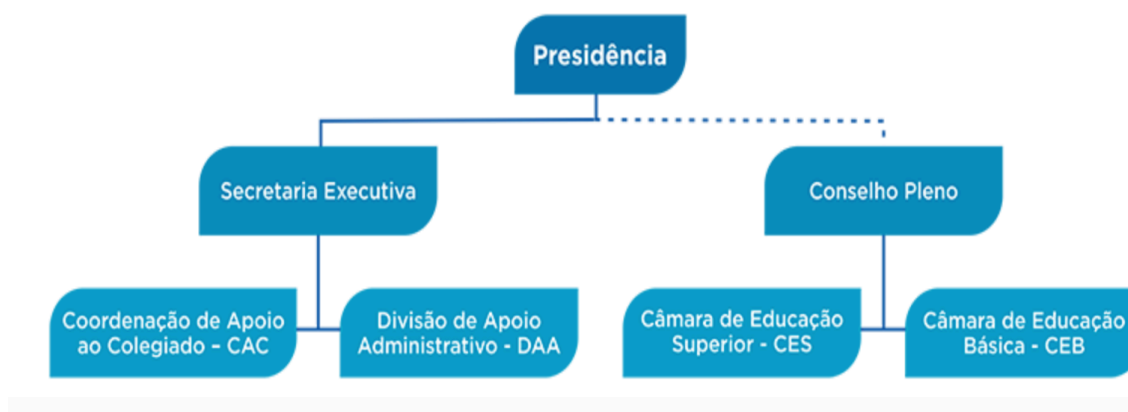 Presidência
Secretaria Executiva
Conselho Pleno
Coordenação de Apoio
ao Colegiado – CAC
Divisão de Apoio
Administrativo - DAA
Câmara de Educação
Superior - CES
Câmara de Educação
Básica - CEB